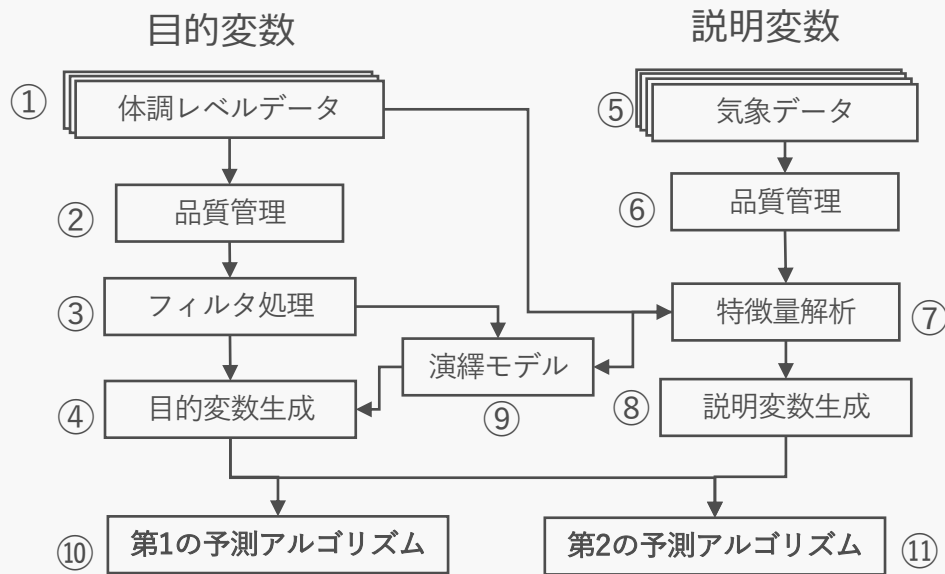 目的変数
説明変数
①
体調レベルデータ
⑤
気象データ
②
品質管理
⑥
品質管理
③
フィルタ処理
特徴量解析
⑦
演繹モデル
⑨
④
目的変数生成
⑧
説明変数生成
⑩
第1の予測アルゴリズム
第2の予測アルゴリズム
⑪